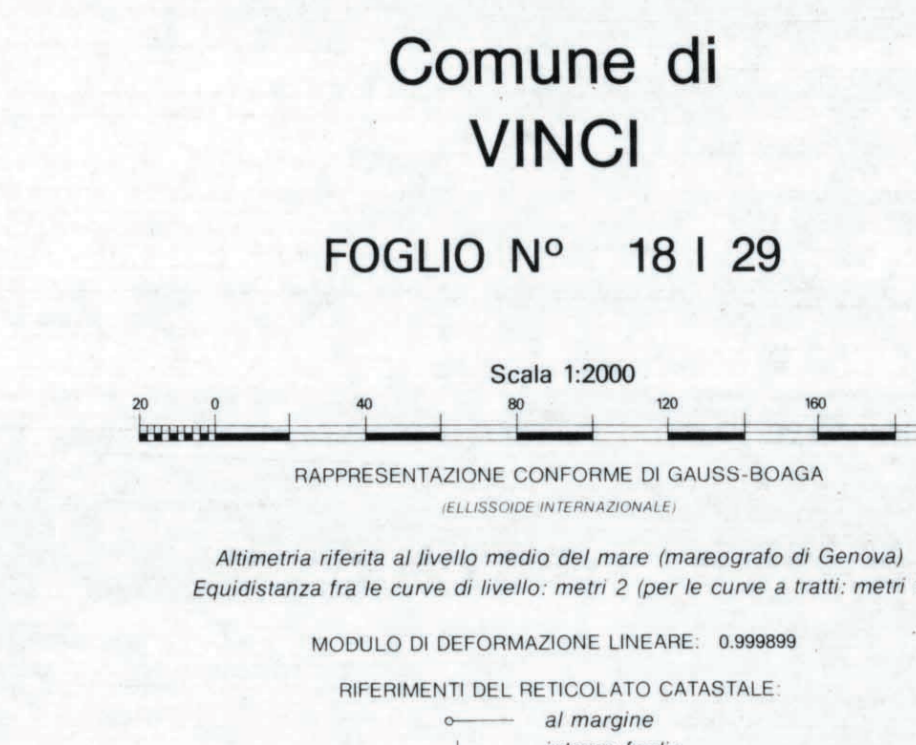 Comune di
VINCI
FOGLIO Nº 18 I 29
Scala 1:2000
20 0 40 80 120 160
RAPPRESENTAZIONE CONFORME DI GAUSS-BOAGA
(ELLISSOIDE INTERNAZIONALE)
Altimetria riferita al livello medio del mare (mareografo di Genova)
Equidistanza fra le curve di livello: metri 2 (per le curve a tratti: metri
MODULO DI DEFORMAZIONE LINEARE: 0.999899
RIFERIMENTI DEL RETICOLATO CATASTALE:
al margine